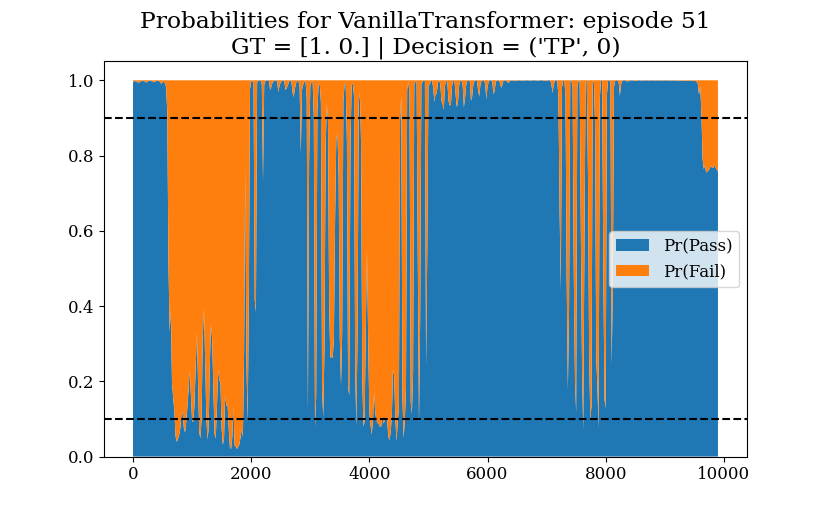 Probabilities for VanillaTransformer: episode 51
GT = [1. 0.] | Decision = ('TP', 0)
1.0
0.8
0.6
0.4
0.2
0.0
Pr(Pass)
Pr(Fail)
0 2000 4000 6000 8000 10000